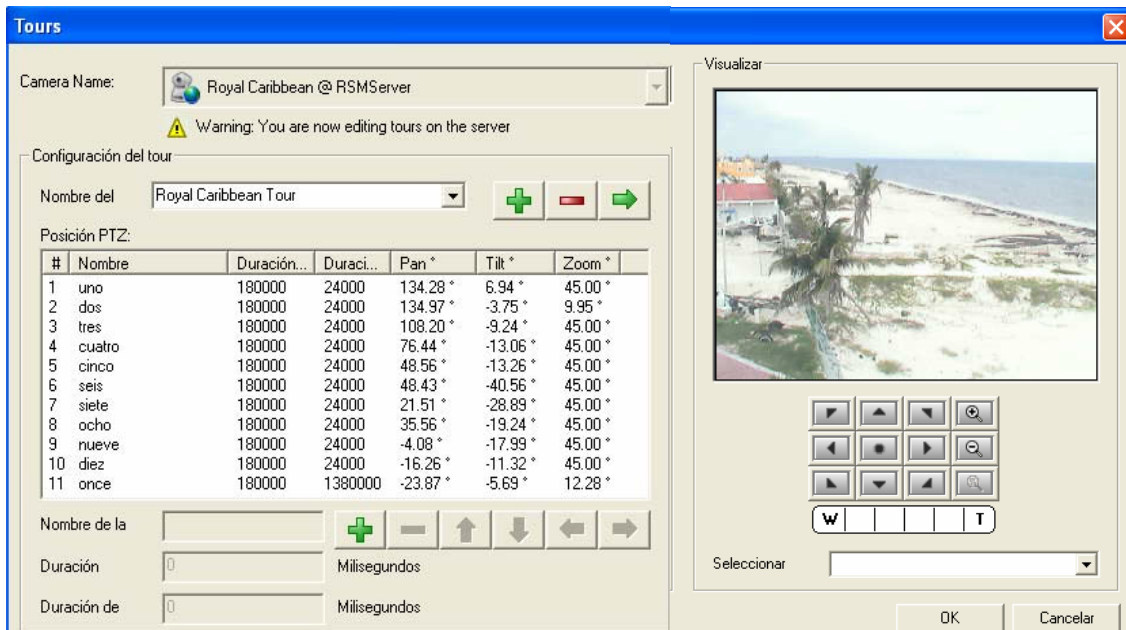 Tours
Camera Name:
Royal Caribbean @ RSMServer
Warning: You are now editing tours on the server
Configuración del tour
Nombre del
Royal Caribbean Tour
Posición PTZ:
# Nombre Duración... Duraci... Pan ° Tilt ° Zoom °
1 uno 180000 24000 134.28 ° 6.94 ° 45.00 °
2 dos 180000 24000 134.97 ° -3.75 ° 9.95 °
3 tres 180000 24000 108.20 ° -9.24 ° 45.00 °
4 cuatro 180000 24000 76.44 ° -13.06 ° 45.00 °
5 cinco 180000 24000 48.56 ° -13.26 ° 45.00 °
6 seis 180000 24000 48.43 ° -40.56 ° 45.00 °
7 siete 180000 24000 21.51 ° -28.89 ° 45.00 °
8 ocho 180000 24000 35.56 ° -19.24 ° 45.00 °
9 nueve 180000 24000 -4.08 ° -17.99 ° 45.00 °
10 diez 180000 24000 -16.26 ° -11.32 ° 45.00 °
11 once 180000 1380000 -23.87 ° -5.69 ° 12.28 °
Nombre de la
Duración 0 Milisegundos
Duración de 0 Milisegundos
Visualizar
W T
Seleccionar
OK Cancelar